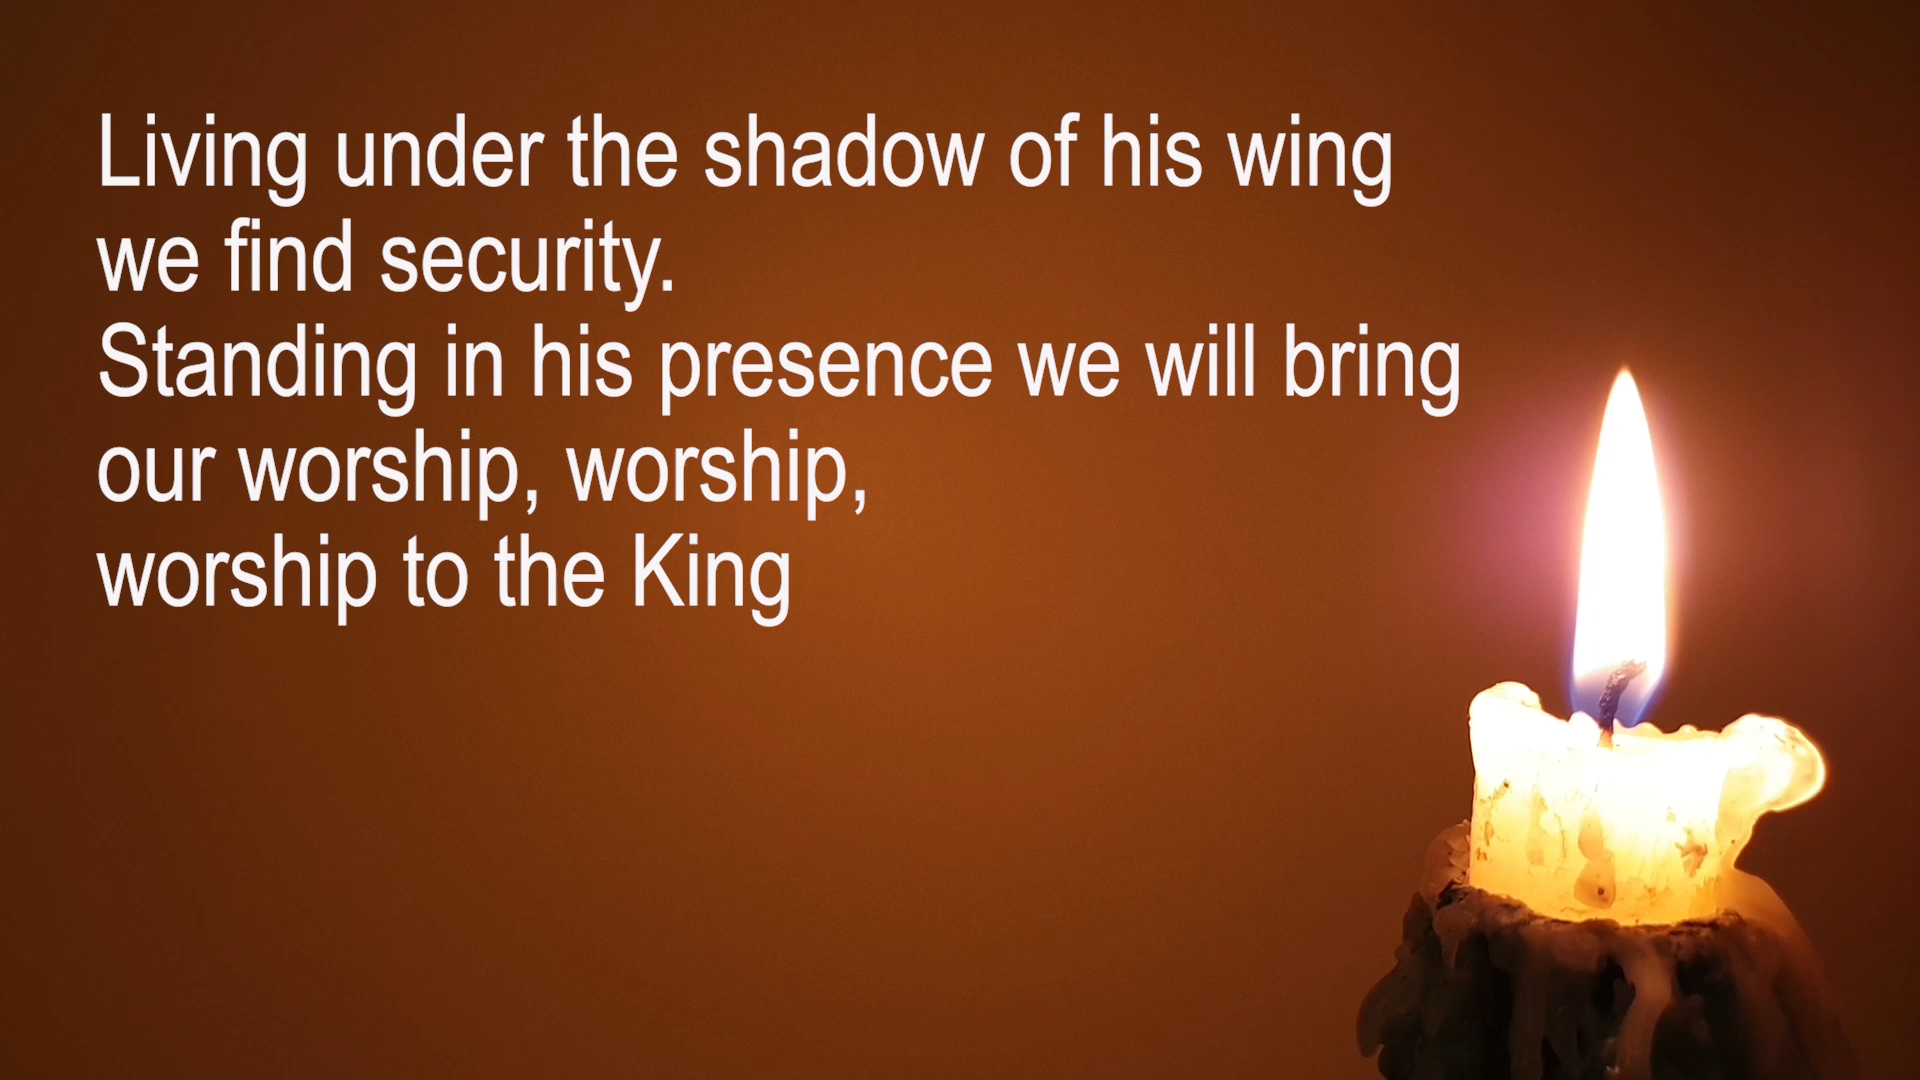 Living under the shadow of his wing
we find security.
Standing in his presence we will bring
our worship, worship,
worship to the King